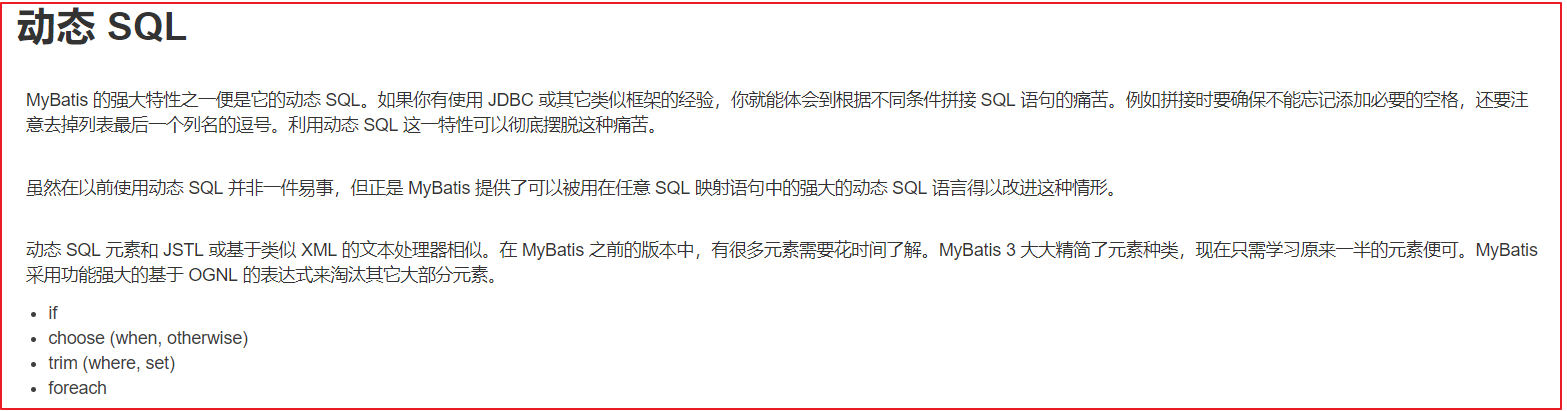 动态 SQL
MyBatis 的强大特性之一便是它的动态 SQL。如果你有使用 JDBC 或其它类似框架的经验，你就能体会到根据不同条件拼接 SQL 语句的痛苦。例如拼接时要确保不能忘记添加必要的空格，还要注
意去掉列表最后一个列名的逗号。利用动态 SQL 这一特性可以彻底摆脱这种痛苦。
虽然在以前使用动态 SQL 并非一件易事，但正是 MyBatis 提供了可以被用在任意 SQL 映射语句中的强大的动态 SQL 语言得以改进这种情形。
动态 SQL 元素和 JSTL 或基于类似 XML 的文本处理器相似。在 MyBatis 之前的版本中，有很多元素需要花时间了解。MyBatis 3 大大精简了元素种类，现在只需学习原来一半的元素便可。MyBatis
采用功能强大的基于 OGNL 的表达式来淘汰其它大部分元素。
• if
• choose (when, otherwise)
• trim (where, set)
• foreach